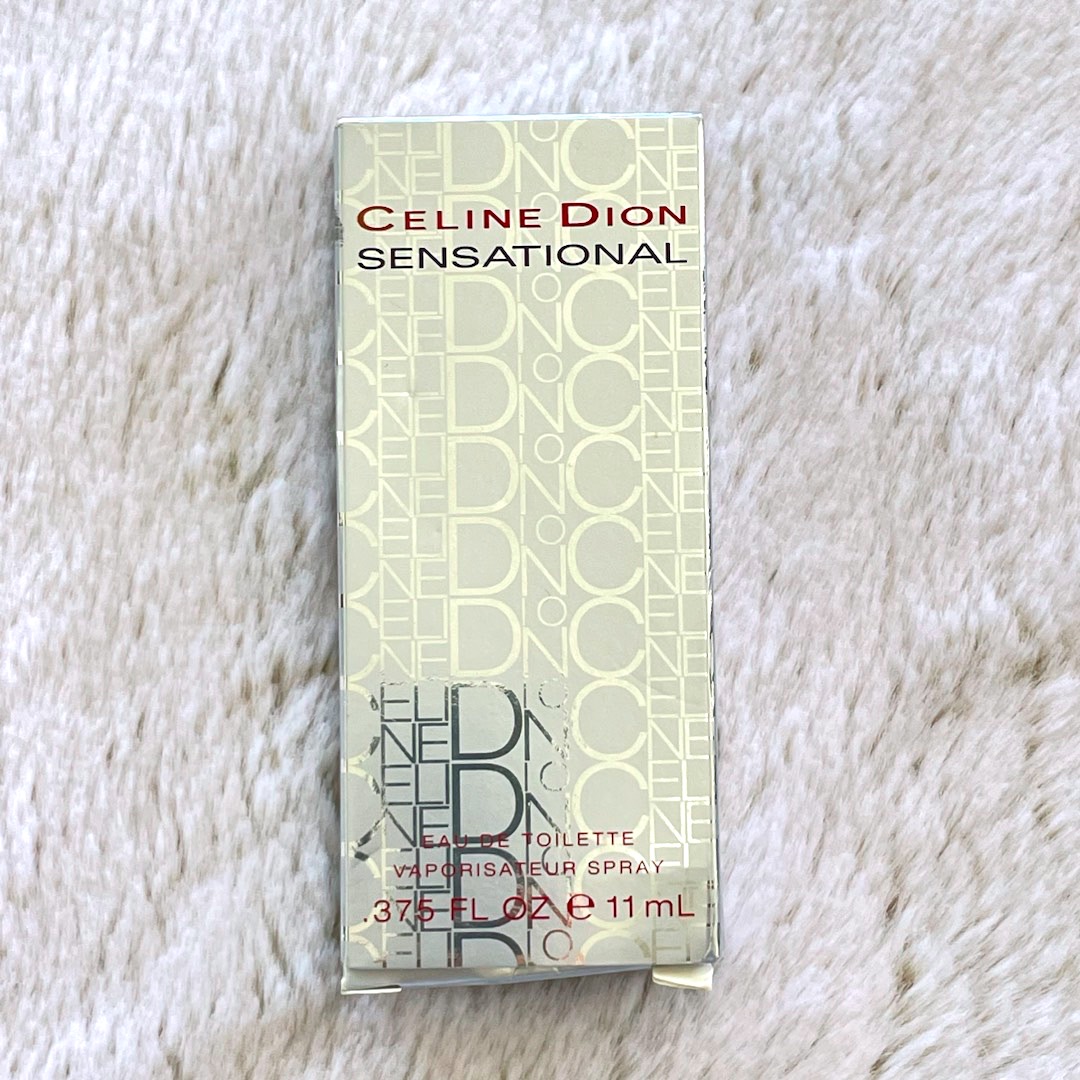 CELINE DION
SENSATIONAL
EAU DE TOILETTE
VAPORISATEUR SPRAY
.375 FL OZ ℮ 11 mL